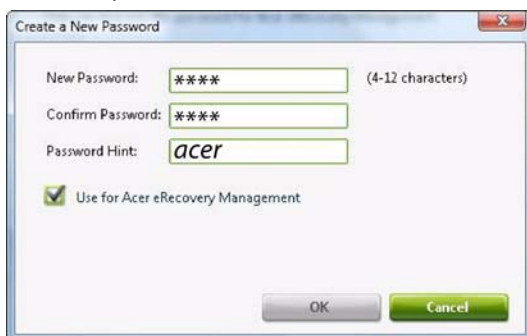 Create a New Password
New Password: **** (4-12 characters)
Confirm Password: ****
Password Hint: acer
Use for Acer eRecovery Management
OK Cancel